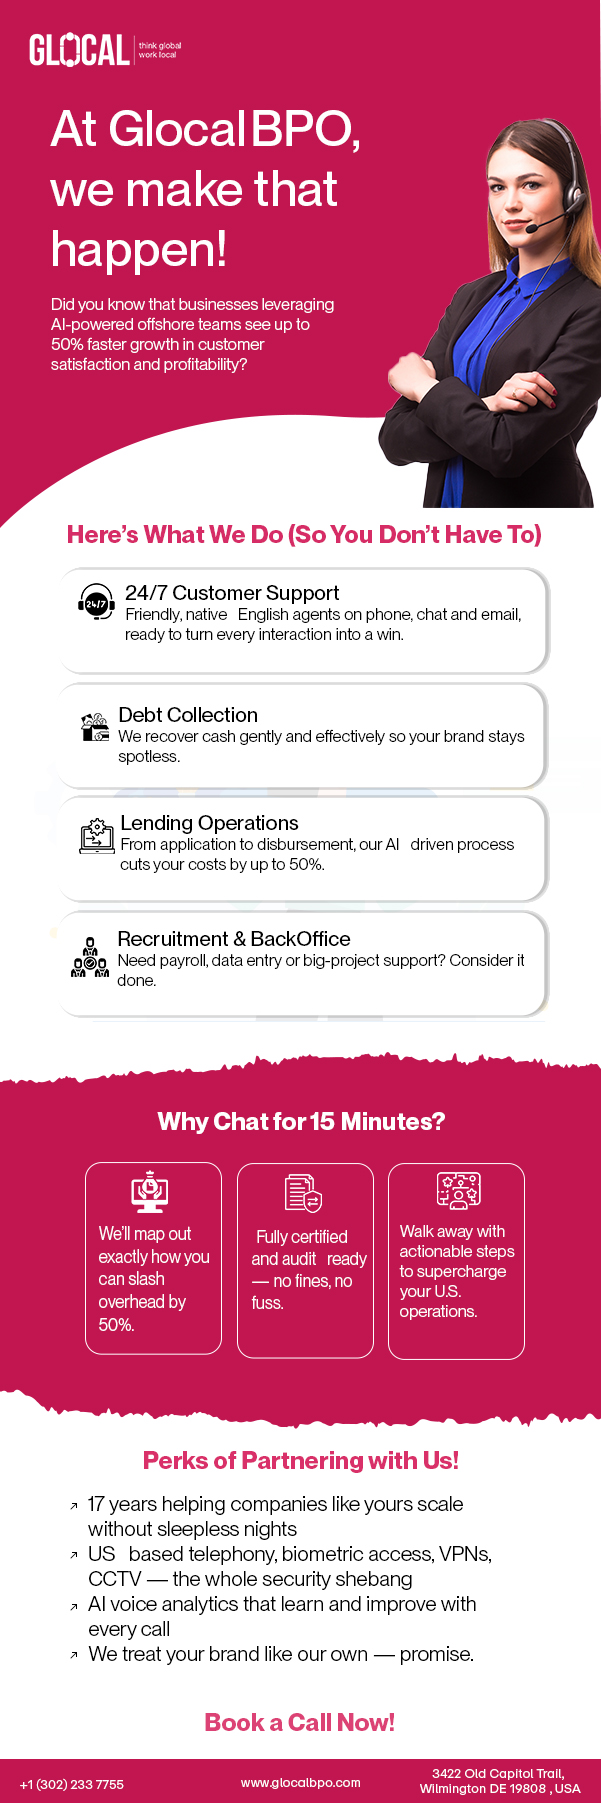 GLOCAL
think global
work local
At GlocalBPO,
we make that
happen!
Did you know that businesses leveraging
AI-powered offshore teams see up to
50% faster growth in customer
satisfaction and profitability?
Here's What We Do (So You Don't Have To)
24/7
24/7 Customer Support
Friendly, native English agents on phone, chat and email,
ready to turn every interaction into a win.
Debt Collection
We recover cash gently and effectively so your brand stays
spotless.
Lending Operations
From application to disbursement, our AI driven process
cuts your costs by up to 50%.
Recruitment & BackOffice
Need payroll, data entry or big-project support? Consider it
done.
Why Chat for 15 Minutes?
We'll map out
exactly how you
can slash
overhead by
50%.
Fully certified
and audit ready
— no fines, no
fuss.
Walk away with
actionable steps
to supercharge
your U.S.
operations.
Perks of Partnering with Us!
17 years helping companies like yours scale
without sleepless nights
US based telephony, biometric access, VPNs,
CCTV — the whole security shebang
AI voice analytics that learn and improve with
every call
We treat your brand like our own — promise.
Book a Call Now!
+1 (302) 233 7755
www.glocalbpo.com
3422 Old Capitol Trail,
Wilmington DE 19808 , USA